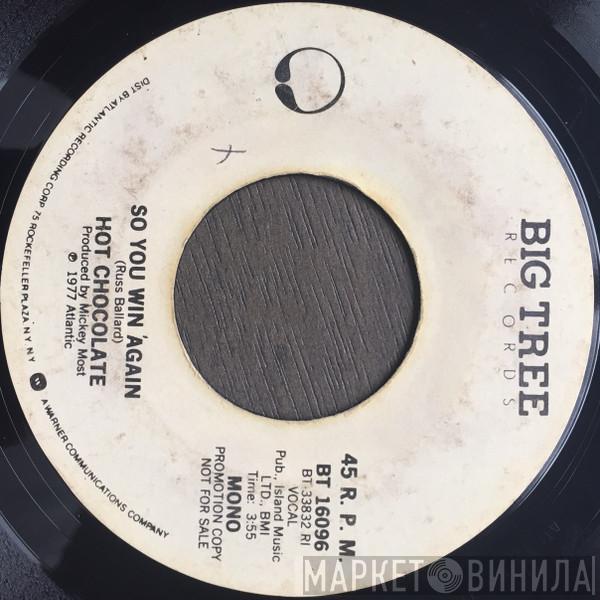 BIG TREE
RECORDS
45 R. P. M.
BT 16096
BT-33832 RI
VOCAL
Pub., Island Music
LTD., BMI
Time: 3:55
MONO
PROMOTION COPY
NOT FOR SALE
SO YOU WIN AGAIN
(Russ Ballard)
HOT CHOCOLATE
Produced by Mickey Most
℗ 1977 Atlantic
DIST BY ATLANTIC RECORDING CORP 75 ROCKEFELLER PLAZA N.Y. N.Y. A WARNER COMMUNICATIONS COMPANY
МАРКЕТ ВИНИЛА